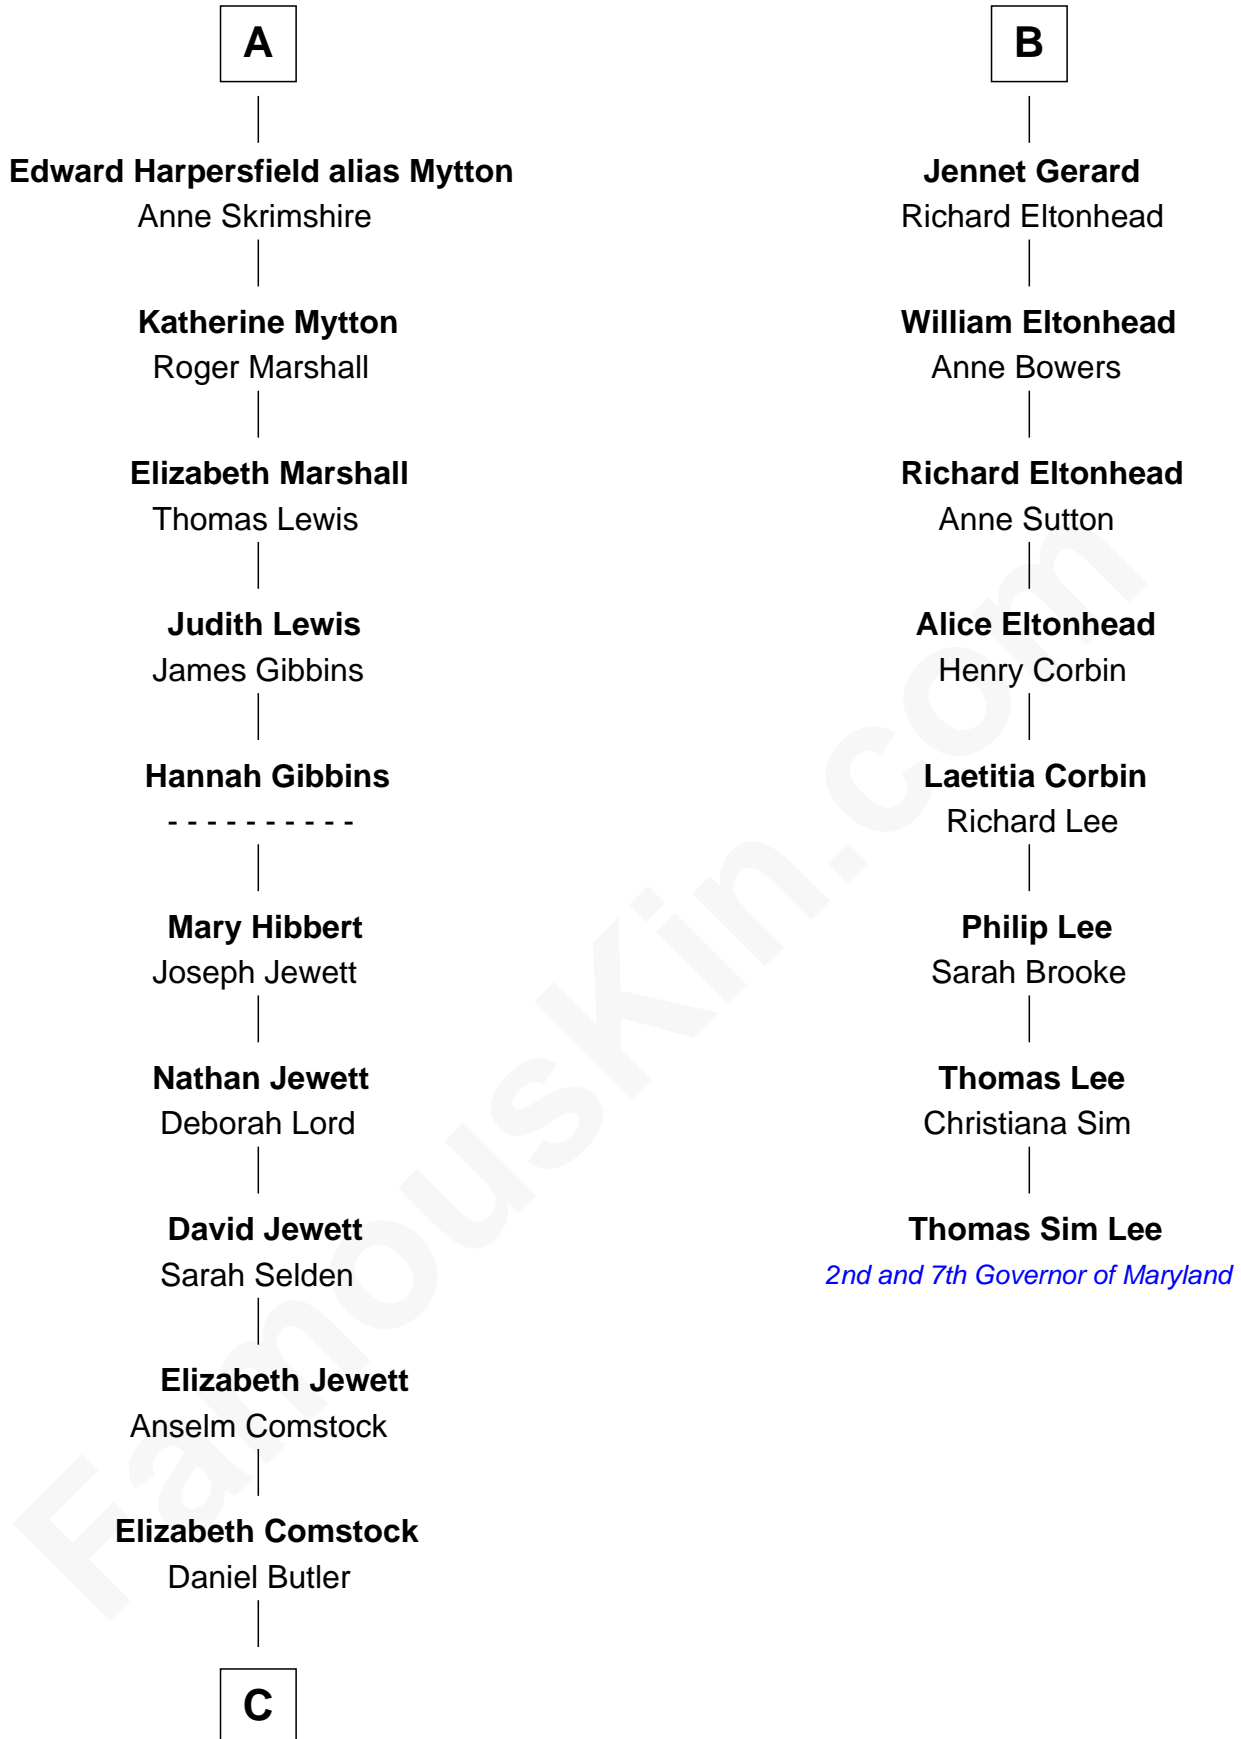 A
Edward Harpersfield alias Mytton
Anne Skrimshire
Katherine Mytton
Roger Marshall
Elizabeth Marshall
Thomas Lewis
Judith Lewis
James Gibbins
Hannah Gibbins
- - - - - - - - - -
Mary Hibbert
Joseph Jewett
Nathan Jewett
Deborah Lord
David Jewett
Sarah Selden
Elizabeth Jewett
Anselm Comstock
Elizabeth Comstock
Daniel Butler
C
B
Jennet Gerard
Richard Eltonhead
William Eltonhead
Anne Bowers
Richard Eltonhead
Anne Sutton
Alice Eltonhead
Henry Corbin
Laetitia Corbin
Richard Lee
Philip Lee
Sarah Brooke
Thomas Lee
Christiana Sim
Thomas Sim Lee
2nd and 7th Governor of Maryland
FamousKin.com